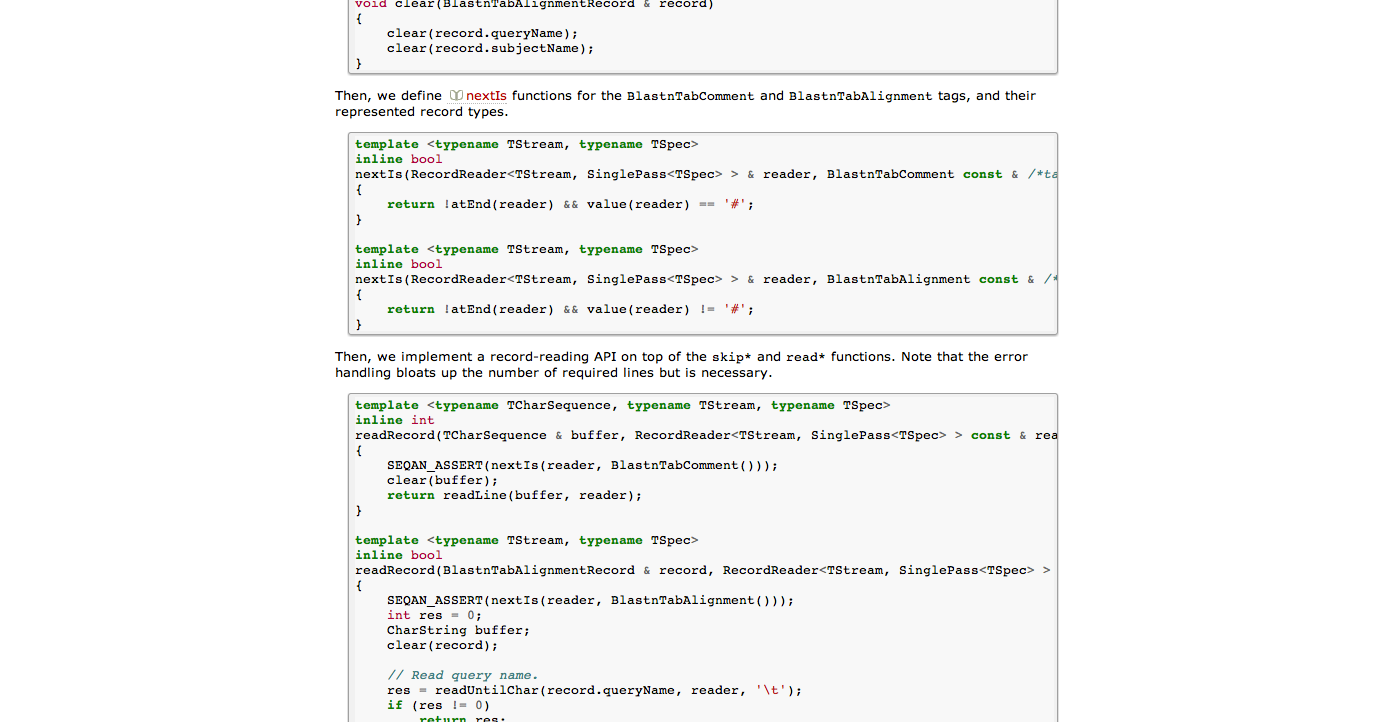 void clear(BlastnTabAlignmentRecord & record)
{
    clear(record.queryName);
    clear(record.subjectName);
}
Then, we define nextIs functions for the BlastnTabComment and BlastnTabAlignment tags, and their
represented record types.
template <typename TStream, typename TSpec>
inline bool
nextIs(RecordReader<TStream, SinglePass<TSpec> > & reader, BlastnTabComment const & /*ta
{
    return !atEnd(reader) && value(reader) == '#';
}
template <typename TStream, typename TSpec>
inline bool
nextIs(RecordReader<TStream, SinglePass<TSpec> > & reader, BlastnTabAlignment const & /*
{
    return !atEnd(reader) && value(reader) != '#';
}
Then, we implement a record-reading API on top of the skip* and read* functions. Note that the error
handling bloats up the number of required lines but is necessary.
template <typename TCharSequence, typename TStream, typename TSpec>
inline int
readRecord(TCharSequence & buffer, RecordReader<TStream, SinglePass<TSpec> > const & rea
{
    SEQAN_ASSERT(nextIs(reader, BlastnTabComment()));
    clear(buffer);
    return readLine(buffer, reader);
}
template <typename TStream, typename TSpec>
inline bool
readRecord(BlastnTabAlignmentRecord & record, RecordReader<TStream, SinglePass<TSpec> >
{
    SEQAN_ASSERT(nextIs(reader, BlastnTabAlignment()));
    int res = 0;
    CharString buffer;
    clear(record);
    // Read query name.
    res = readUntilChar(record.queryName, reader, '\t');
    if (res != 0)
        return res;